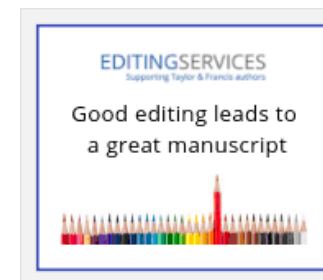 EDITINGSERVICES
Supporting Taylor & Francis authors
Good editing leads to
a great manuscript